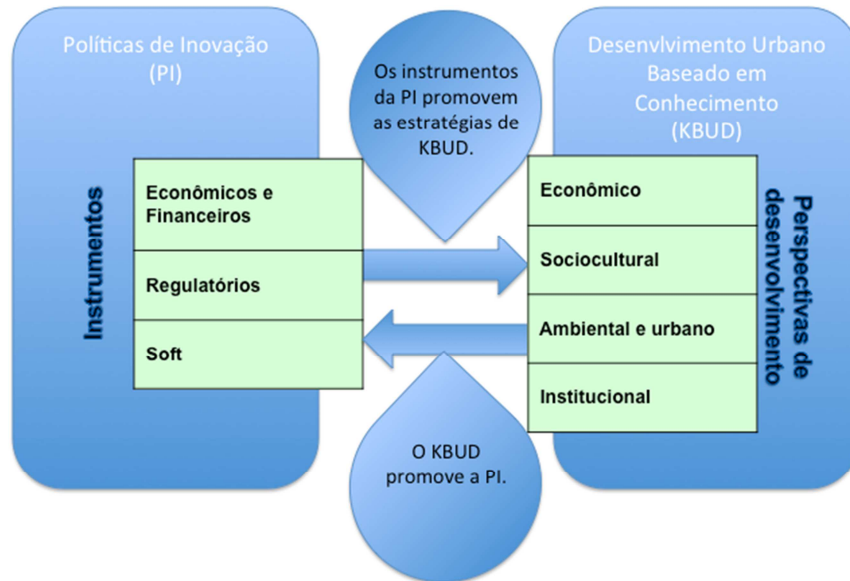 Políticas de Inovação
(PI)
Instrumentos
Econômicos e
Financeiros
Regulatórios
Soft
Os instrumentos
da PI promovem
as estratégias de
KBUD.
O KBUD
promove a PI.
Desenvlvimento Urbano
Baseado em
Conhecimento
(KBUD)
Econômico
Sociocultural
Ambiental e urbano
Institucional
Perspectivas de
desenvolvimento